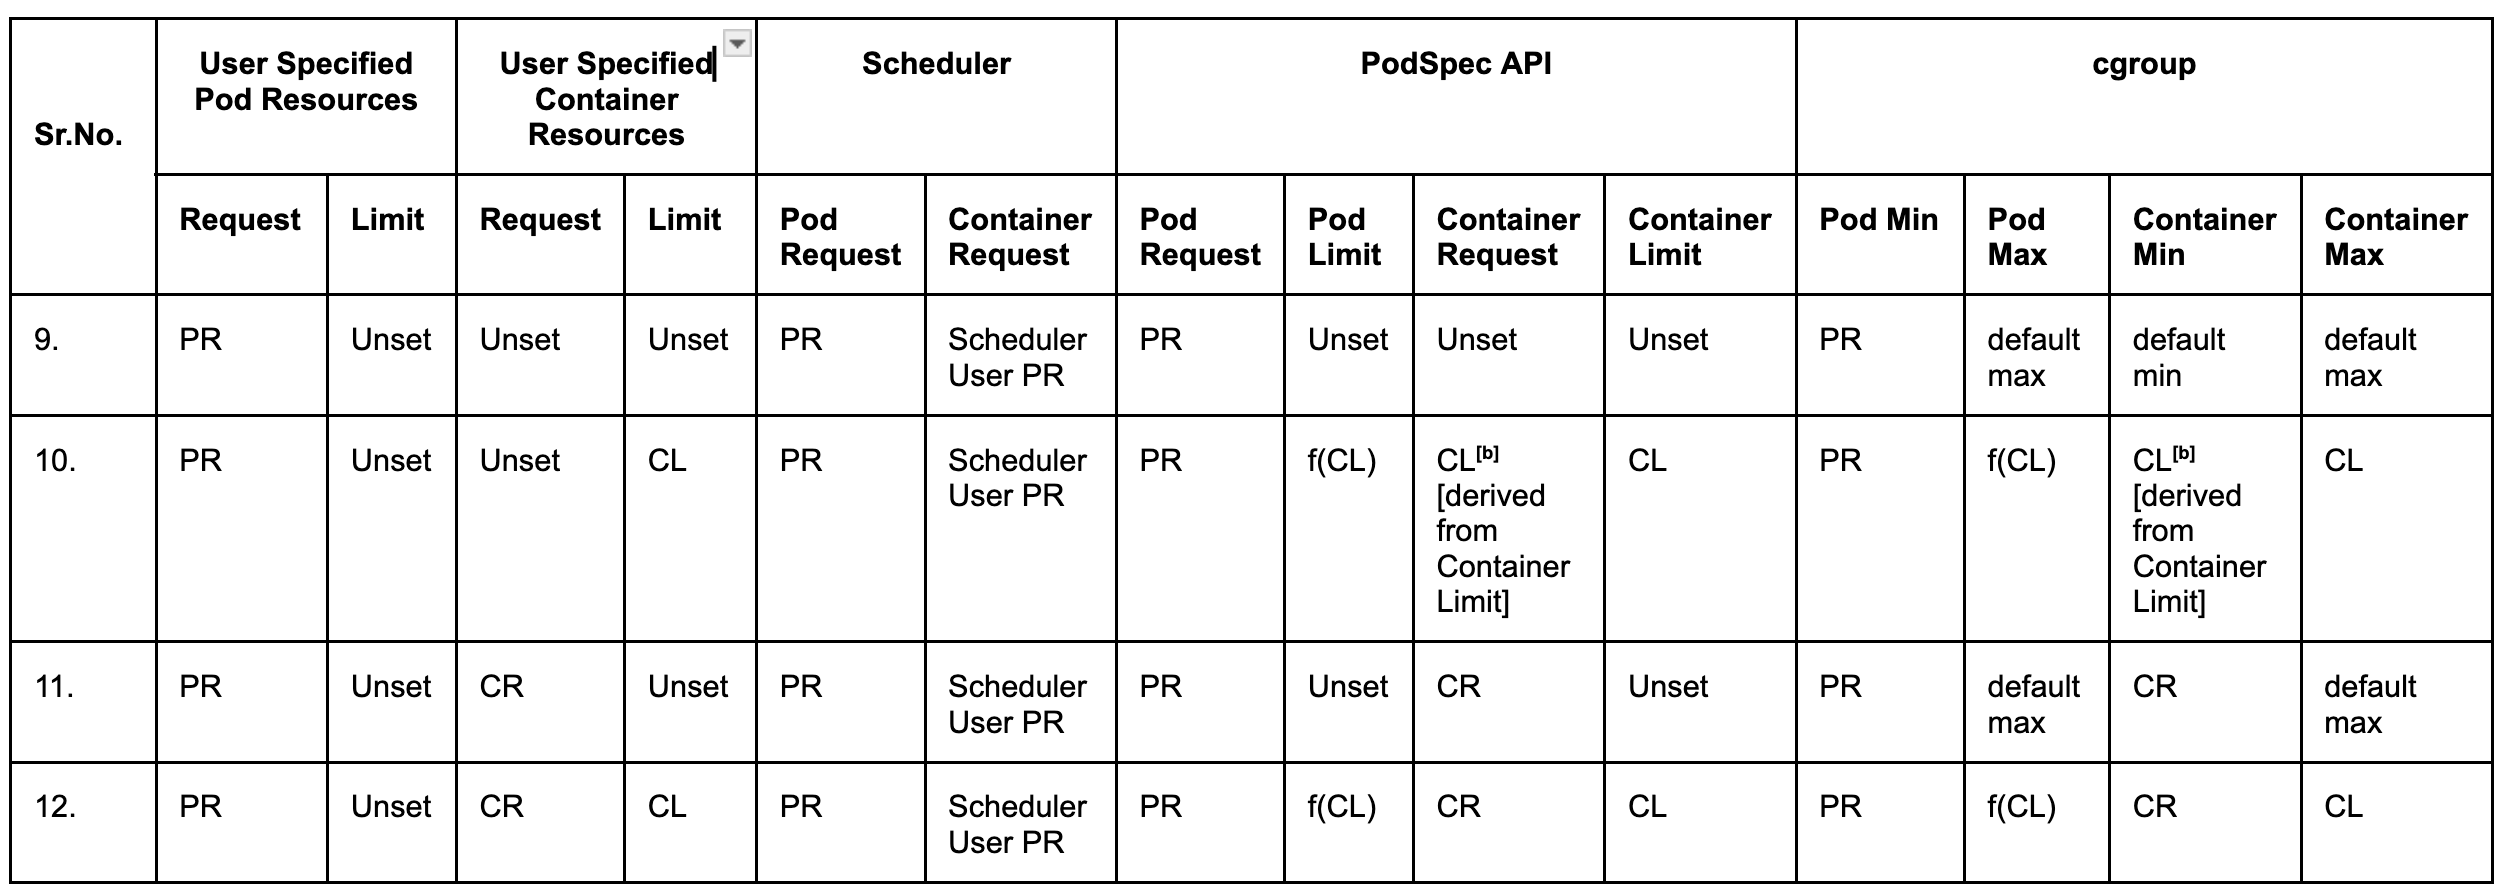 Sr.No.
User Specified
Pod Resources
User Specified
Container
Resources
Scheduler
PodSpec API
cgroup
Request
Limit
Request
Limit
Pod
Request
Container
Request
Pod
Request
Pod
Limit
Container
Request
Container
Limit
Pod Min
Pod
Max
Container
Min
Container
Max
9.
PR
Unset
Unset
Unset
PR
Scheduler
User PR
PR
Unset
Unset
Unset
PR
default
max
default
min
default
max
10.
PR
Unset
Unset
CL
PR
Scheduler
User PR
PR
f(CL)
CL[b]
[derived
from
Container
Limit]
CL
PR
f(CL)
CL[b]
[derived
from
Container
Limit]
CL
11.
PR
Unset
CR
Unset
PR
Scheduler
User PR
PR
Unset
CR
Unset
PR
default
max
CR
default
max
12.
PR
Unset
CR
CL
PR
Scheduler
User PR
PR
f(CL)
CR
CL
PR
f(CL)
CR
CL